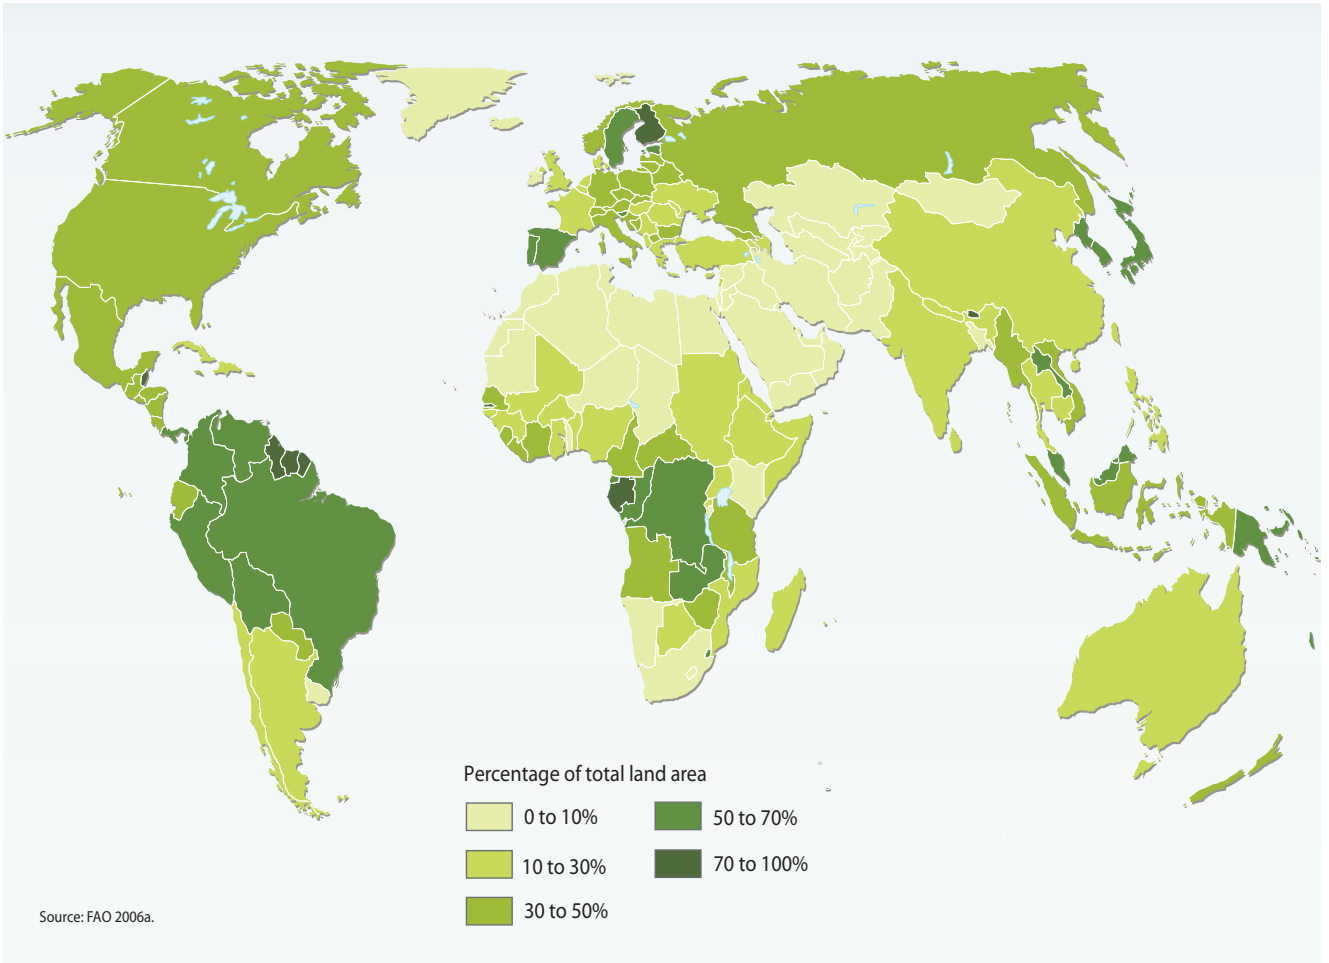 Percentage of total land area
0 to 10%
10 to 30%
30 to 50%
50 to 70%
70 to 100%
Source: FAO 2006a.